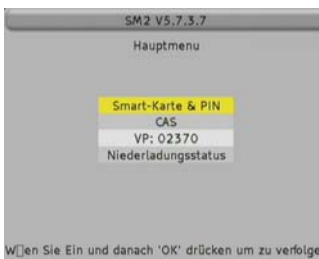 SM2 V5.7.3.7
Hauptmenu
Smart-Karte & PIN
CAS
VP: 02370
Niederladungsstatus
W▯en Sie Ein und danach 'OK' drücken um zu verfolge